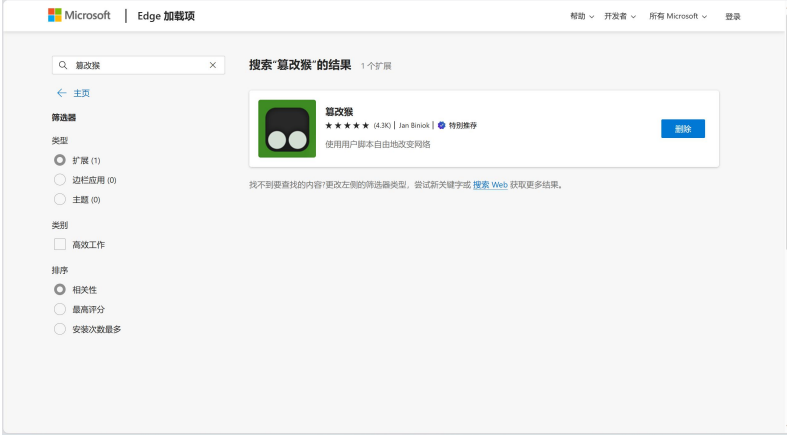 Microsoft | Edge 加载项
帮助 开发者 所有 Microsoft 登录
篡改猴
主页
筛选器
类型
扩展 (1)
边栏应用 (0)
主题 (0)
类别
高效工作
排序
相关性
最高评分
安装次数最多
搜索“篡改猴”的结果 1 个扩展
篡改猴
★★★★★ (4.3K) | Jan Biniok | 特别推荐
使用用户脚本自由地改变网络
删除
找不到要查找的内容?更改左侧的筛选器类型，尝试新关键字或 搜索 Web 获取更多结果。